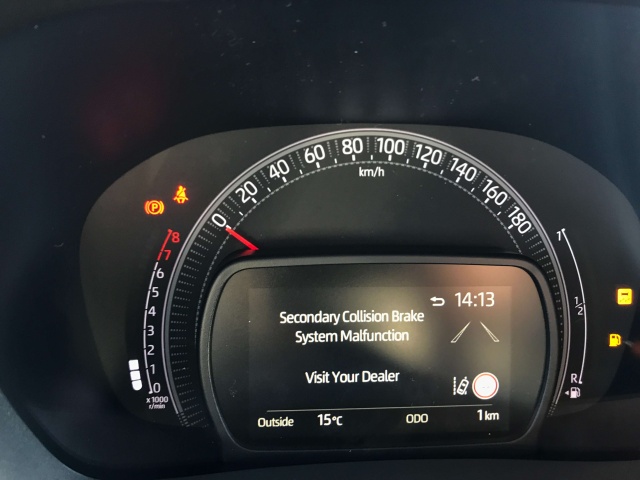 0 20 40 60 80 100 120 140 160 180
km/h
8
7
6
5
4
3
2
1
0
x 1000
r/min
14:13
Secondary Collision Brake
System Malfunction
Visit Your Dealer
Outside 15°C ODO 1 km
1
1/2
R
P